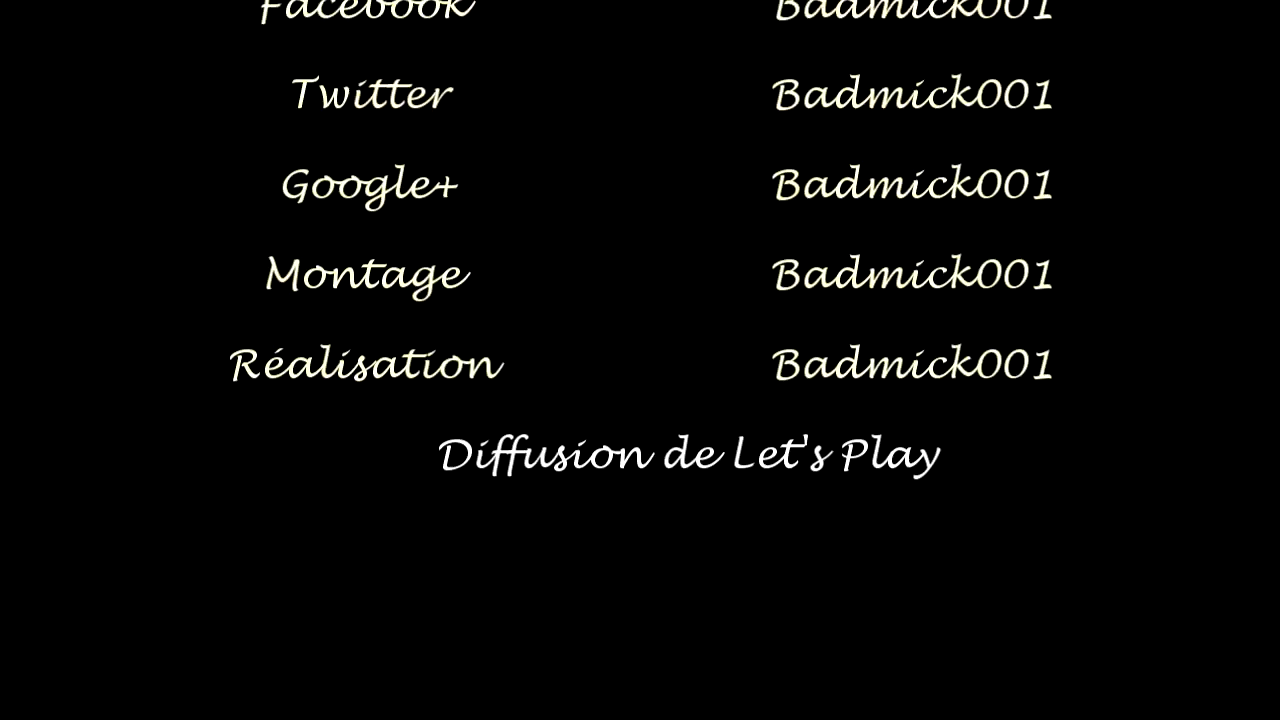 Facebook Badmick001
Twitter Badmick001
Google+ Badmick001
Montage Badmick001
Réalisation Badmick001
Diffusion de Let's Play